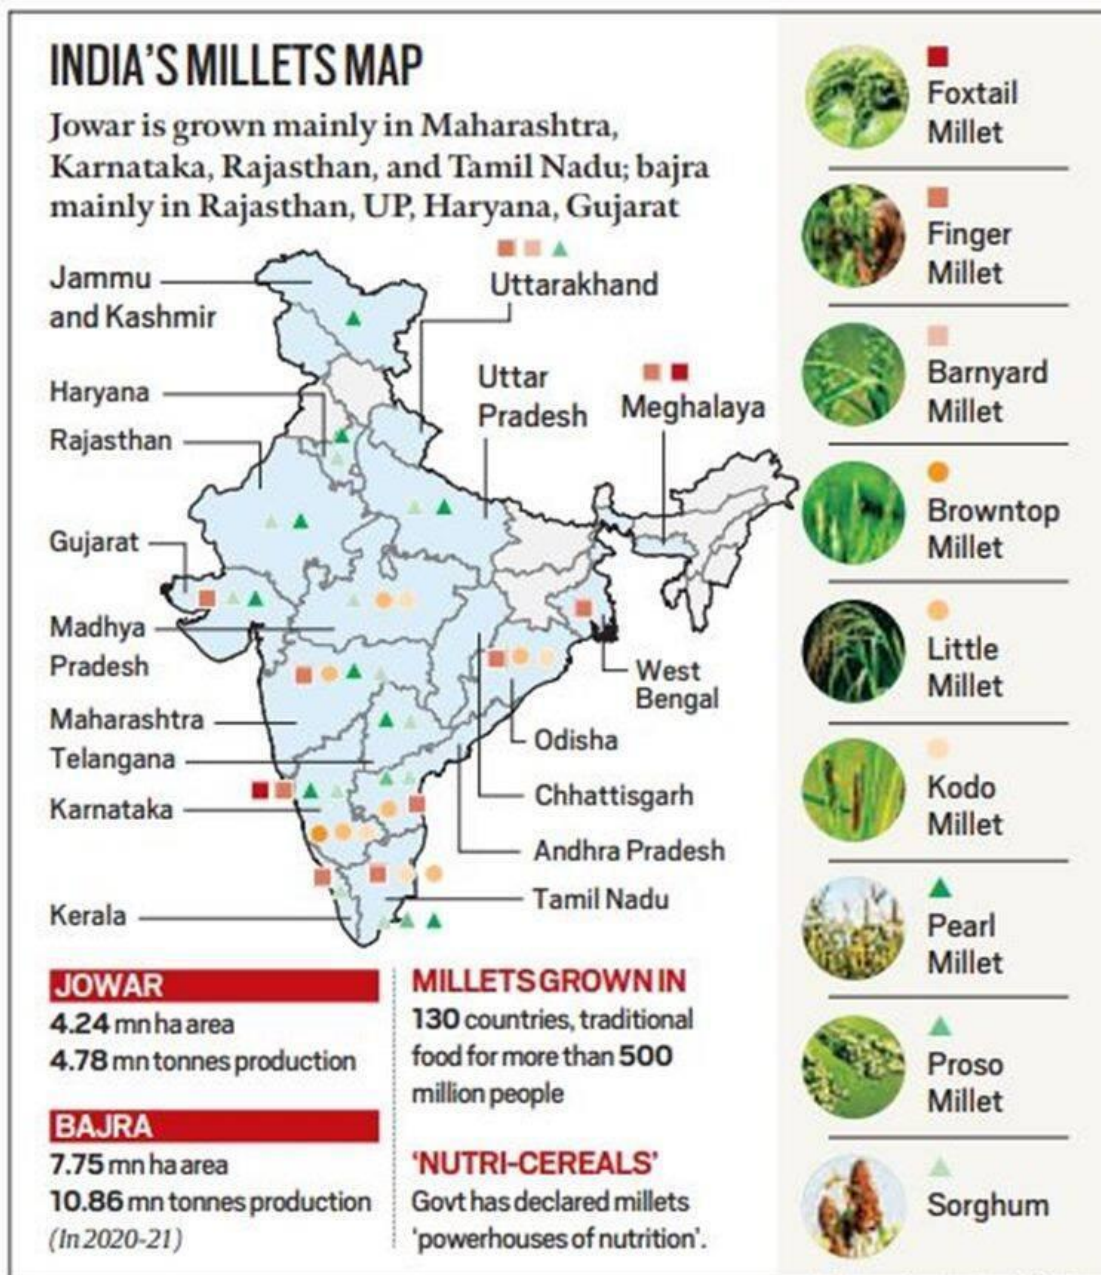 INDIA'S MILLETS MAP
Jowar is grown mainly in Maharashtra,
Karnataka, Rajasthan, and Tamil Nadu; bajra
mainly in Rajasthan, UP, Haryana, Gujarat
Jammu
and Kashmir
Haryana
Rajasthan
Gujarat
Madhya
Pradesh
Maharashtra
Telangana
Karnataka
Kerala
Uttarakhand
Uttar
Pradesh
Meghalaya
West
Bengal
Odisha
Chhattisgarh
Andhra Pradesh
Tamil Nadu
JOWAR
4.24 mn ha area
4.78 mn tonnes production
BAJRA
7.75 mn ha area
10.86 mn tonnes production
(In 2020-21)
MILLETS GROWN IN
130 countries, traditional
food for more than 500
million people
'NUTRI-CEREALS'
Govt has declared millets
'powerhouses of nutrition'.
Foxtail
Millet
Finger
Millet
Barnyard
Millet
Browntop
Millet
Little
Millet
Kodo
Millet
Pearl
Millet
Proso
Millet
Sorghum